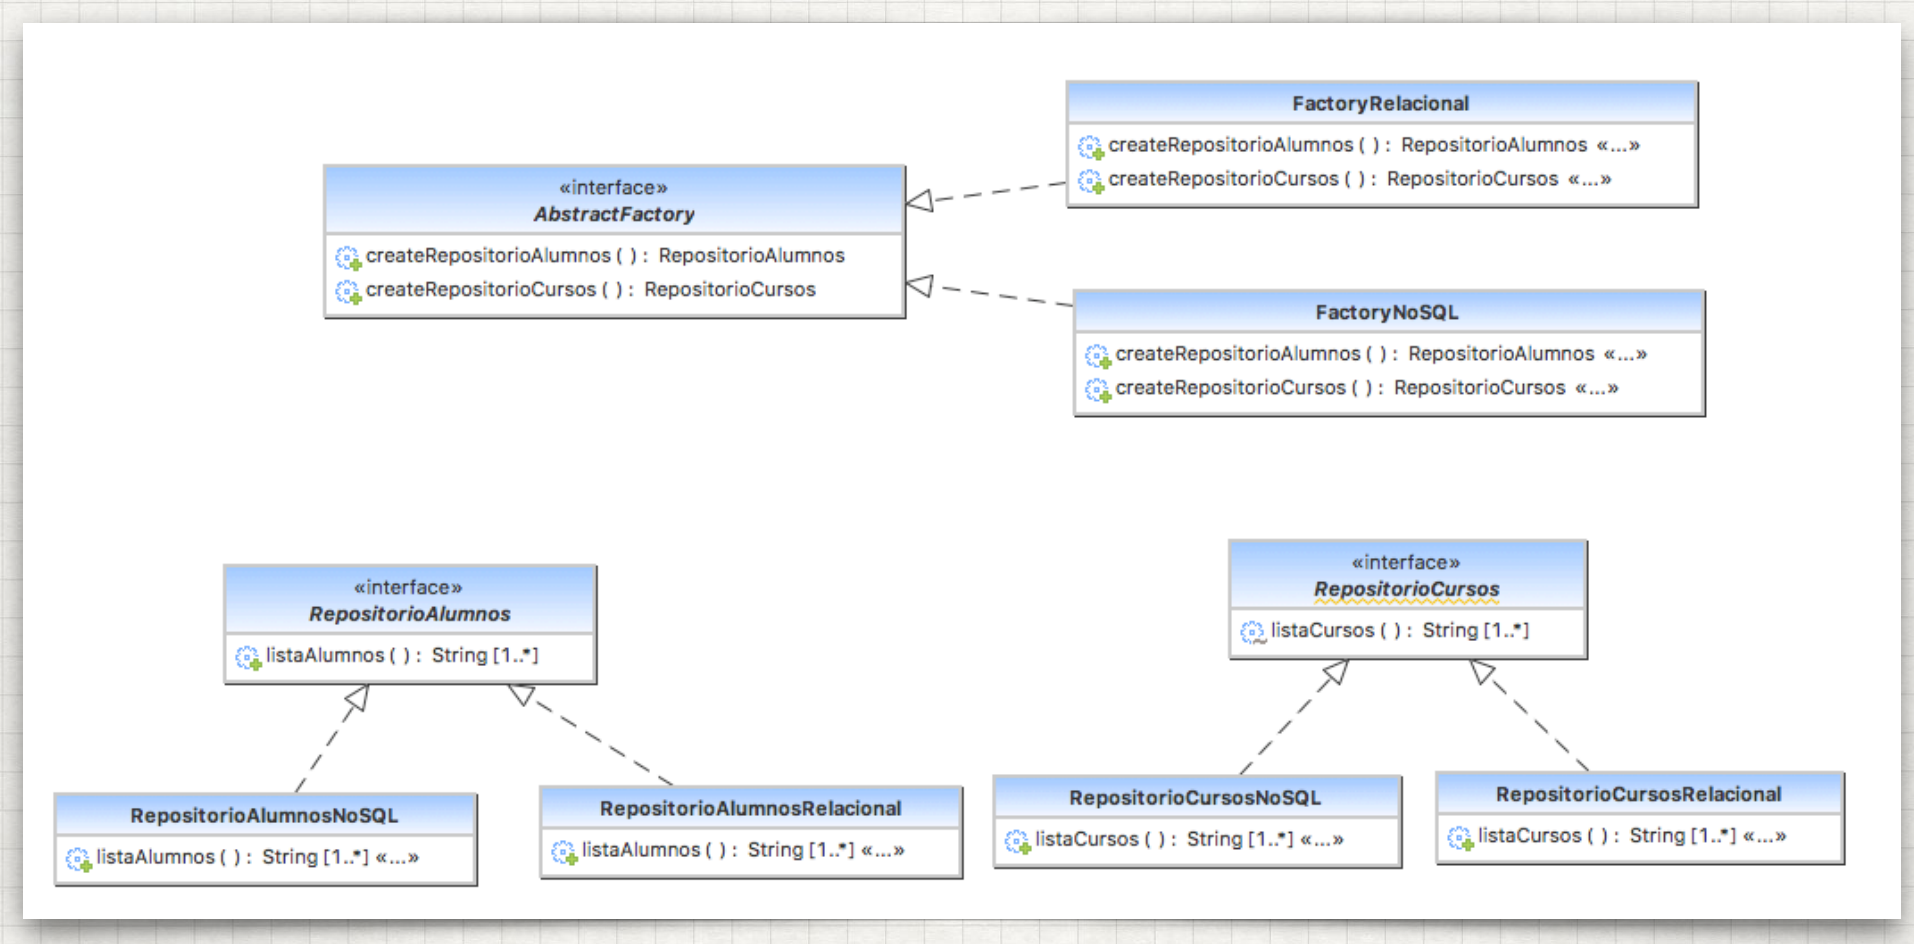 FactoryRelacional
createRepositorioAlumnos ( ) : RepositorioAlumnos «...»
createRepositorioCursos ( ) : RepositorioCursos «...»
«interface»
AbstractFactory
createRepositorioAlumnos ( ) : RepositorioAlumnos
createRepositorioCursos ( ) : RepositorioCursos
FactoryNoSQL
createRepositorioAlumnos ( ) : RepositorioAlumnos «...»
createRepositorioCursos ( ) : RepositorioCursos «...»
«interface»
RepositorioAlumnos
listaAlumnos ( ) : String [1..*]
«interface»
RepositorioCursos
listaCursos ( ) : String [1..*]
RepositorioAlumnosNoSQL
listaAlumnos ( ) : String [1..*] «...»
RepositorioAlumnosRelacional
listaAlumnos ( ) : String [1..*] «...»
RepositorioCursosNoSQL
listaCursos ( ) : String [1..*] «...»
RepositorioCursosRelacional
listaCursos ( ) : String [1..*] «...»